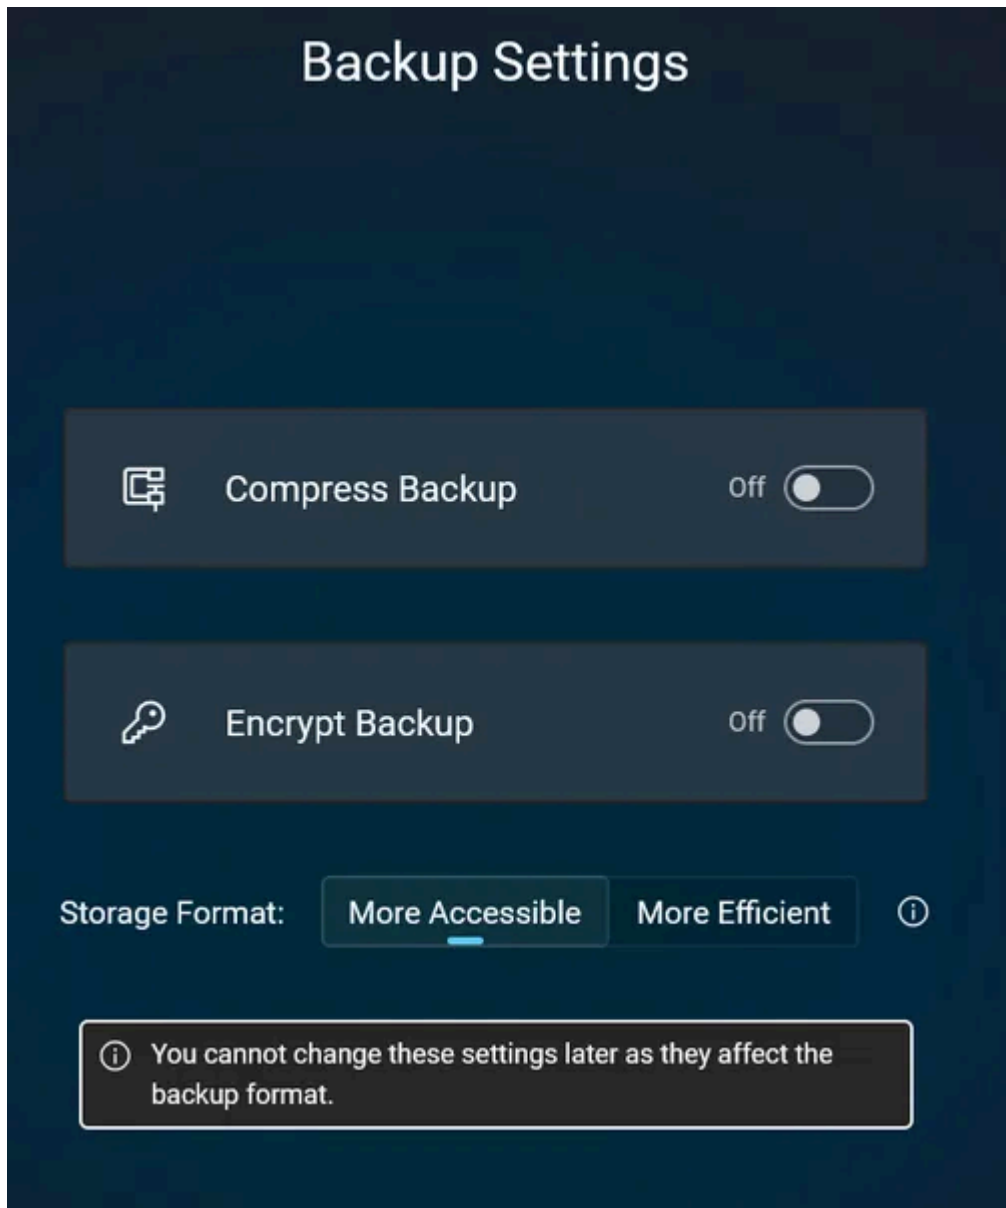 Backup Settings
Compress Backup Off
Encrypt Backup Off
Storage Format: More Accessible More Efficient
You cannot change these settings later as they affect the
backup format.